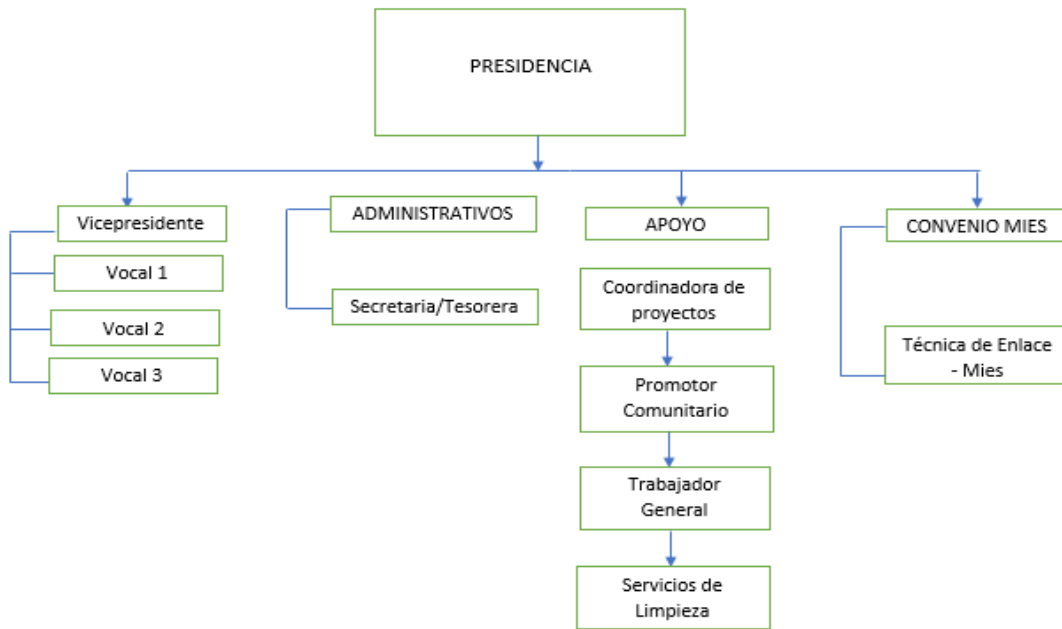 PRESIDENCIA
Vicepresidente
Vocal 1
Vocal 2
Vocal 3
ADMINISTRATIVOS
Secretaria/Tesorera
APOYO
Coordinadora de
proyectos
Promotor
Comunitario
Trabajador
General
Servicios de
Limpieza
CONVENIO MIES
Técnica de Enlace
- Mies